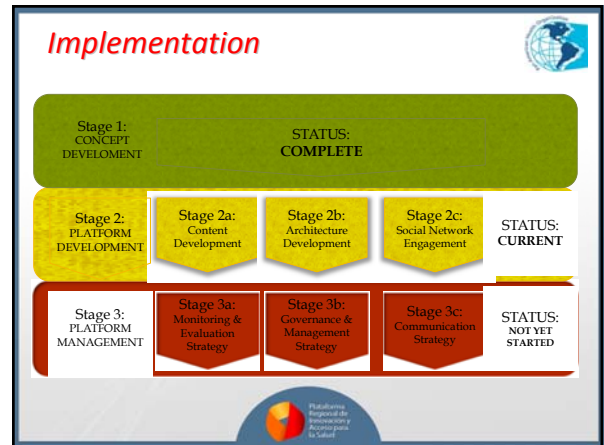 Implementation
Stage 1:
CONCEPT
DEVELOMENT
STATUS:
COMPLETE
Stage 2:
PLATFORM
DEVELOPMENT
Stage 2a:
Content
Development
Stage 2b:
Architecture
Development
Stage 2c:
Social Network
Engagement
STATUS:
CURRENT
Stage 3:
PLATFORM
MANAGEMENT
Stage 3a:
Monitoring &
Evaluation
Strategy
Stage 3b:
Governance &
Management
Strategy
Stage 3c:
Communication
Strategy
STATUS:
NOT YET
STARTED
Plataforma
Regional de
Innovación y
Acceso para
la Salud